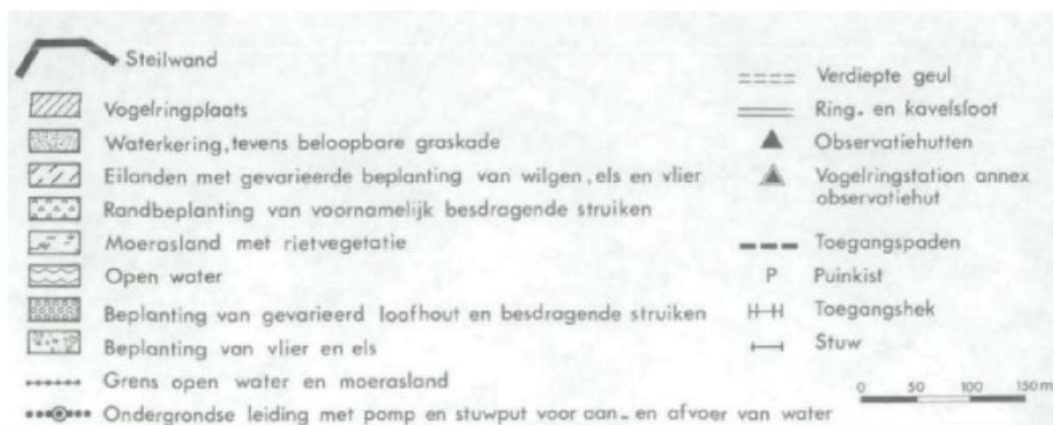 Steilwand
Vogelringplaats
Waterkering, tevens beloopbare graskade
Eilanden met gevarieerde beplanting van wilgen, els en vlier
Randbeplanting van voornamelijk besdragende struiken
Moerasland met rietvegetatie
Open water
Beplanting van gevarieerd loofhout en besdragende struiken
Beplanting van vlier en els
Grens open water en moerasland
Ondergrondse leiding met pomp en stuwput voor aan- en afvoer van water
Verdiepte geul
Ring- en kavelsloot
Observatiehutten
Vogelringstation annex
observatiehut
Toegangspaden
P Puinkist
Toegangshek
Stuw
0 50 100 150 m